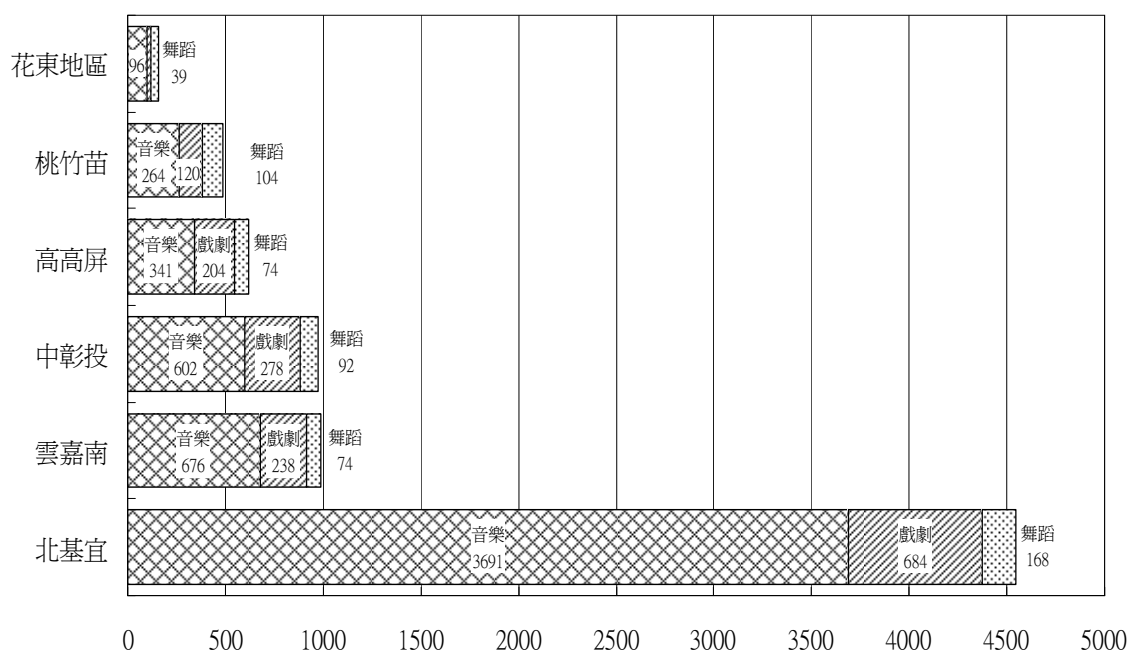 花東地區
96
舞蹈
39
桃竹苗
音樂
264
120
舞蹈
104
高高屏
音樂
341
戲劇
204
舞蹈
74
中彰投
音樂
602
戲劇
278
舞蹈
92
雲嘉南
音樂
676
戲劇
238
舞蹈
74
北基宜
音樂
3691
戲劇
684
舞蹈
168
0 500 1000 1500 2000 2500 3000 3500 4000 4500 5000